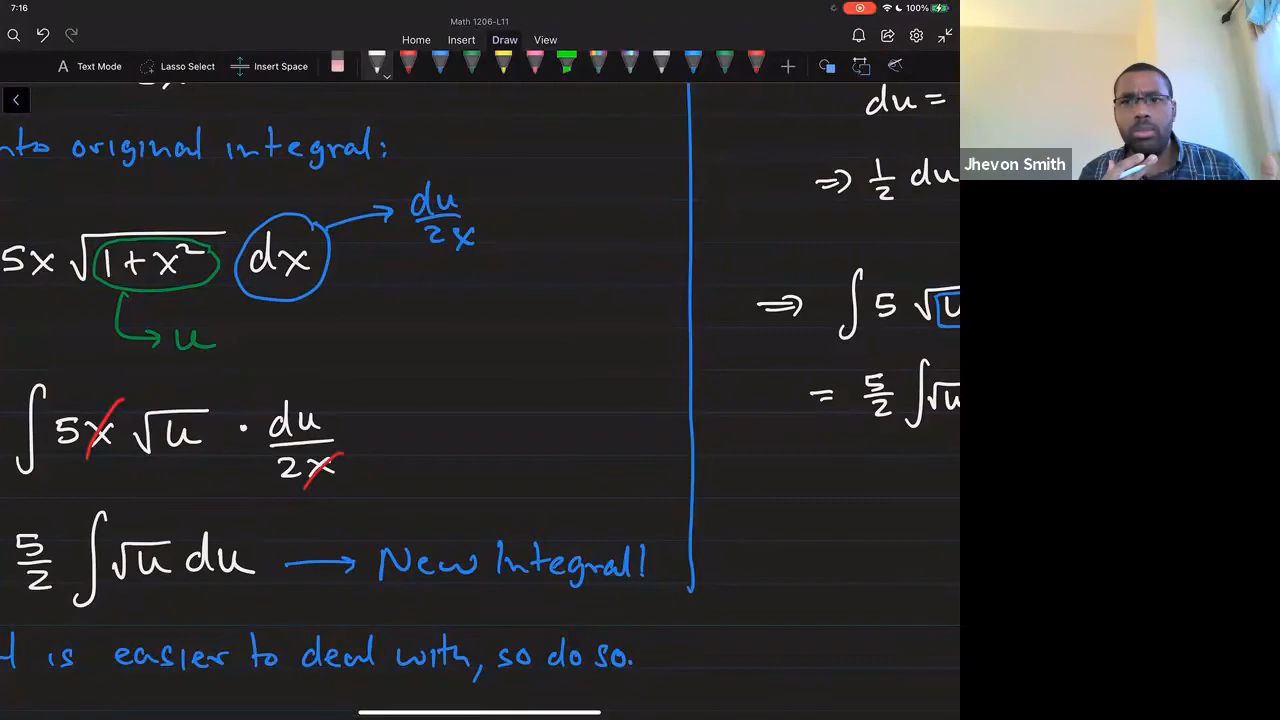 7:16
100%
Math 1206-L11
Home Insert Draw View
Text Mode Lasso Select Insert Space
into original integral:
5x √(1+x²) dx → du/2x
u
∫ 5x √u · du/2x
5/2 ∫ √u du → New Integral!
is easier to deal with, so do so.
du =
⇒ 1/2 du
⇒ ∫ 5 √u
= 5/2 ∫ √u
Jhevon Smith